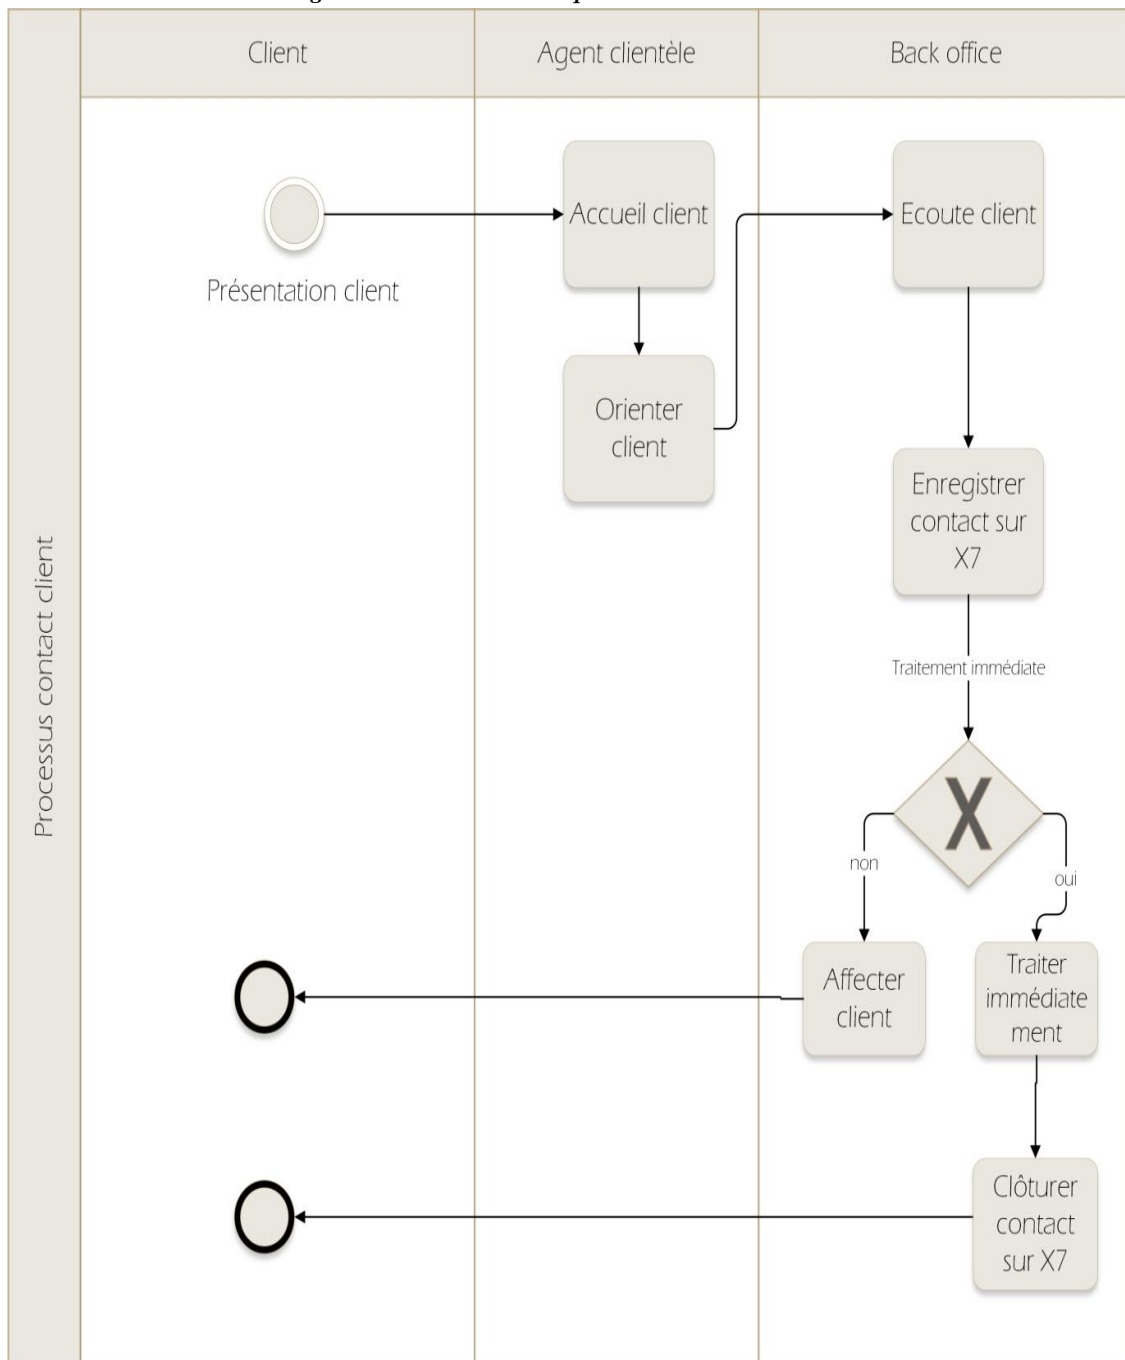 Client
Agent clientèle
Back office
Processus contact client
Présentation client
Accueil client
Orienter
client
Ecoute client
Enregistrer
contact sur
X7
Traitement immédiate
X
non
oui
Affecter
client
Traiter
immédiate
ment
Clôturer
contact
sur X7